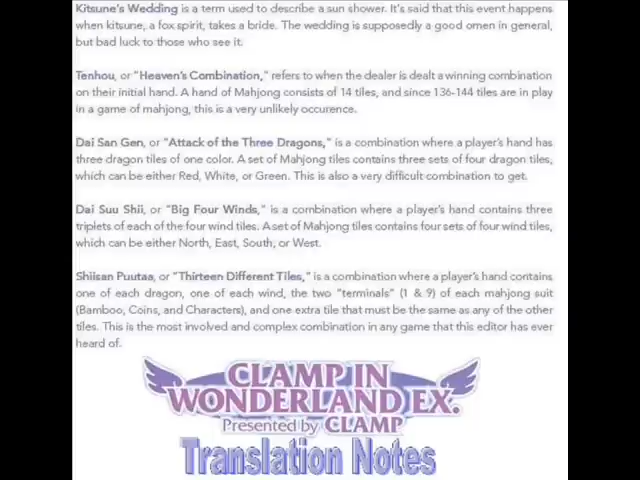 Kitsune's Wedding is a term used to describe a sun shower. It's said that this event happens
when kitsune, a fox spirit, takes a bride. The wedding is supposedly a good omen in general,
but bad luck to those who see it.
Tenhou, or "Heaven's Combination," refers to when the dealer is dealt a winning combination
on their initial hand. A hand of Mahjong consists of 14 tiles, and since 136-144 tiles are in play
in a game of mahjong, this is a very unlikely occurence.
Dai San Gen, or "Attack of the Three Dragons," is a combination where a player's hand has
three dragon tiles of one color. A set of Mahjong tiles contains three sets of four dragon tiles,
which can be either Red, White, or Green. This is also a very difficult combination to get.
Dai Suu Shii, or "Big Four Winds," is a combination where a player's hand contains three
triplets of each of the four wind tiles. A set of Mahjong tiles contains four sets of four wind tiles,
which can be either North, East, South, or West.
Shiisan Puutaa, or "Thirteen Different Tiles," is a combination where a player's hand contains
one of each dragon, one of each wind, the two "terminals" (1 & 9) of each mahjong suit
(Bamboo, Coins, and Characters), and one extra tile that must be the same as any of the other
tiles. This is the most involved and complex combination in any game that this editor has ever
heard of.
CLAMP IN
WONDERLAND EX.
Presented by CLAMP
Translation Notes